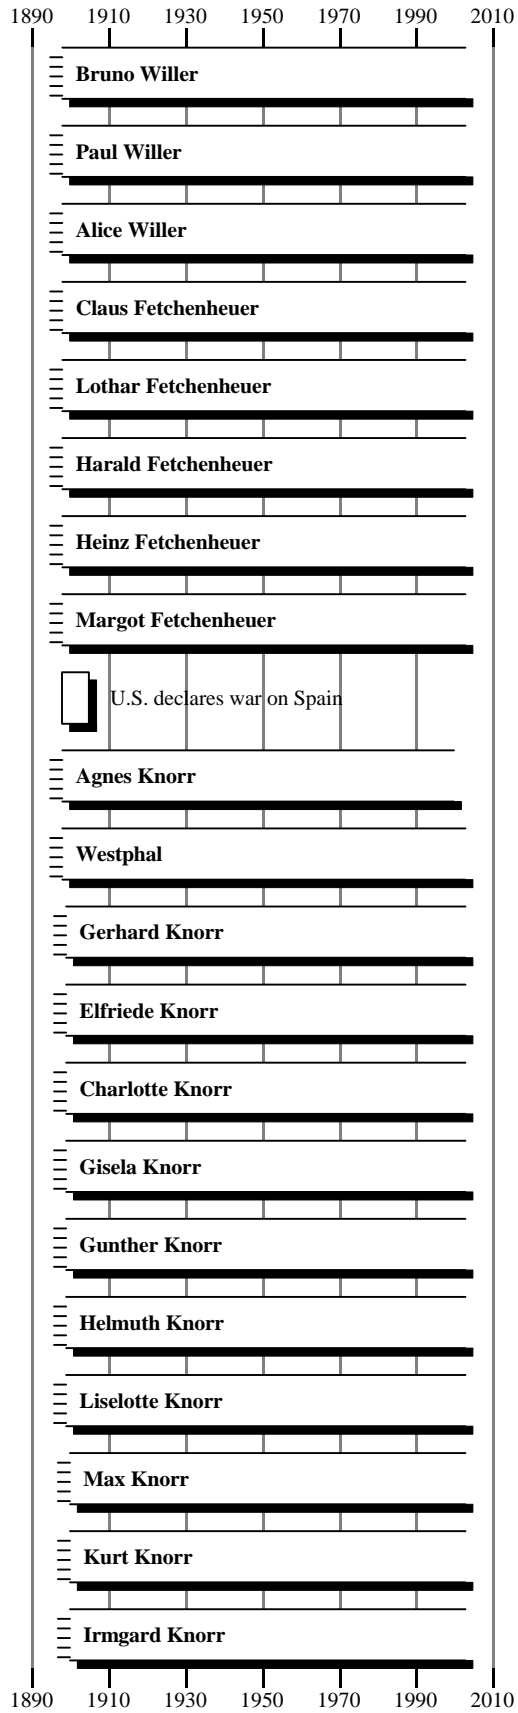 1890 1910 1930 1950 1970 1990 2010
Bruno Willer
Paul Willer
Alice Willer
Claus Fetchenheuer
Lothar Fetchenheuer
Harald Fetchenheuer
Heinz Fetchenheuer
Margot Fetchenheuer
U.S. declares war on Spain
Agnes Knorr
Westphal
Gerhard Knorr
Elfriede Knorr
Charlotte Knorr
Gisela Knorr
Gunther Knorr
Helmuth Knorr
Liselotte Knorr
Max Knorr
Kurt Knorr
Irmgard Knorr
1890 1910 1930 1950 1970 1990 2010